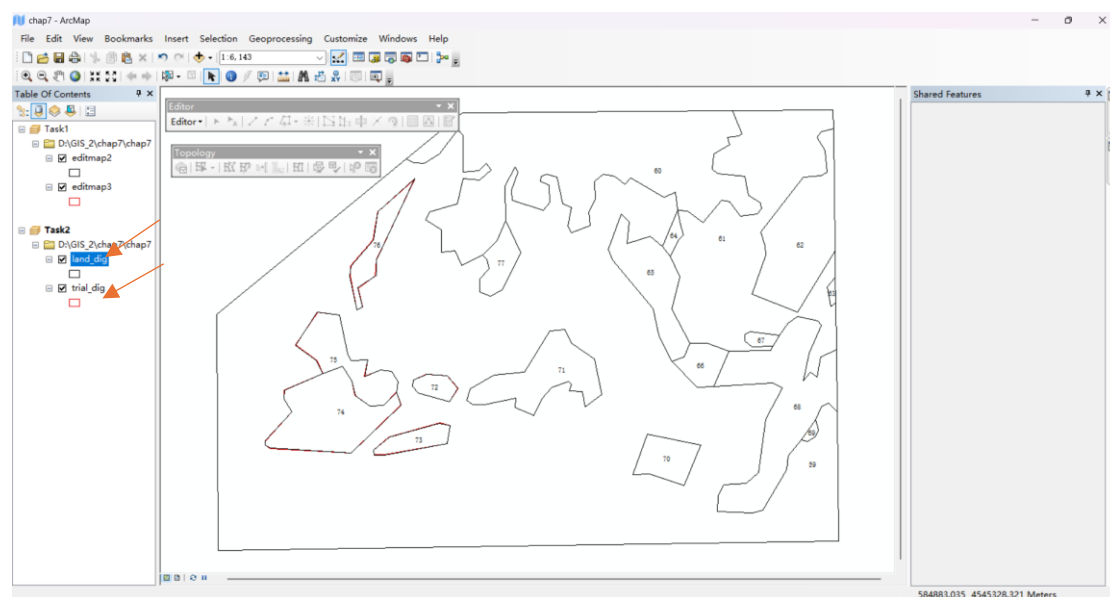 chap7 - ArcMap
File Edit View Bookmarks Insert Selection Geoprocessing Customize Windows Help
1:6,143
Table Of Contents
Shared Features
Task1
D:\GIS_2\chap7\chap7
editmap2
editmap3
Task2
D:\GIS_2\chap7\chap7
land_dig
trial_dig
Editor
Editor
Topology
60
64
61
62
76
77
63
53
67
71
66
75
72
68
74
69
73
70
59
584883.035 4545328.321 Meters